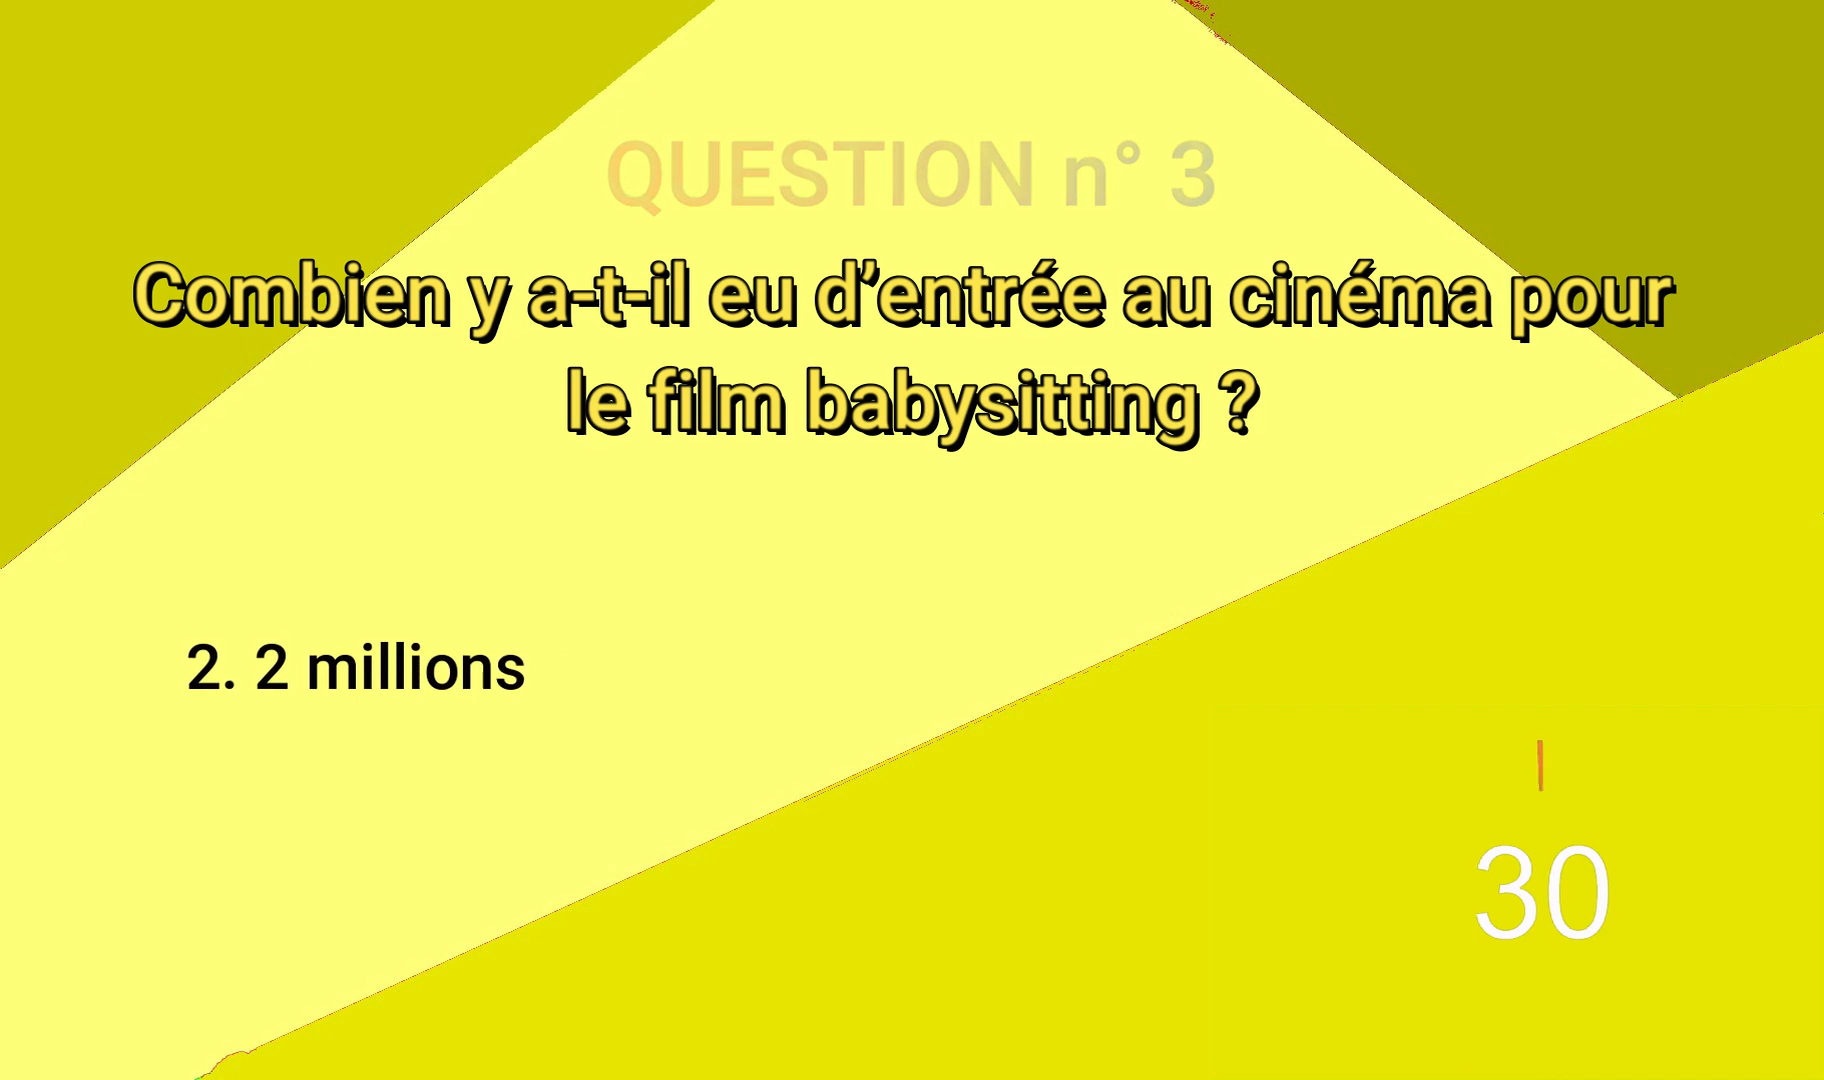 QUESTION n° 3
Combien y a-t-il eu d’entrée au cinéma pour
le film babysitting ?
2. 2 millions
30